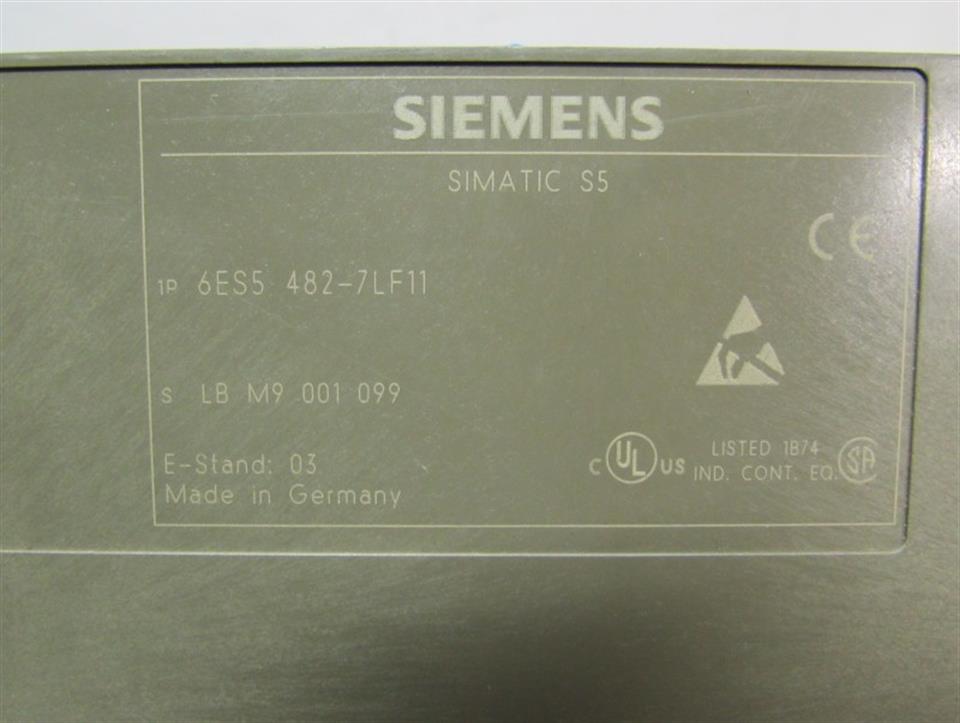 SIEMENS
SIMATIC S5
CE
1P 6ES5 482-7LF11
S LB M9 001 099
E-Stand: 03
Made in Germany
C UL US LISTED 1B74 SA
IND. CONT. EQ.